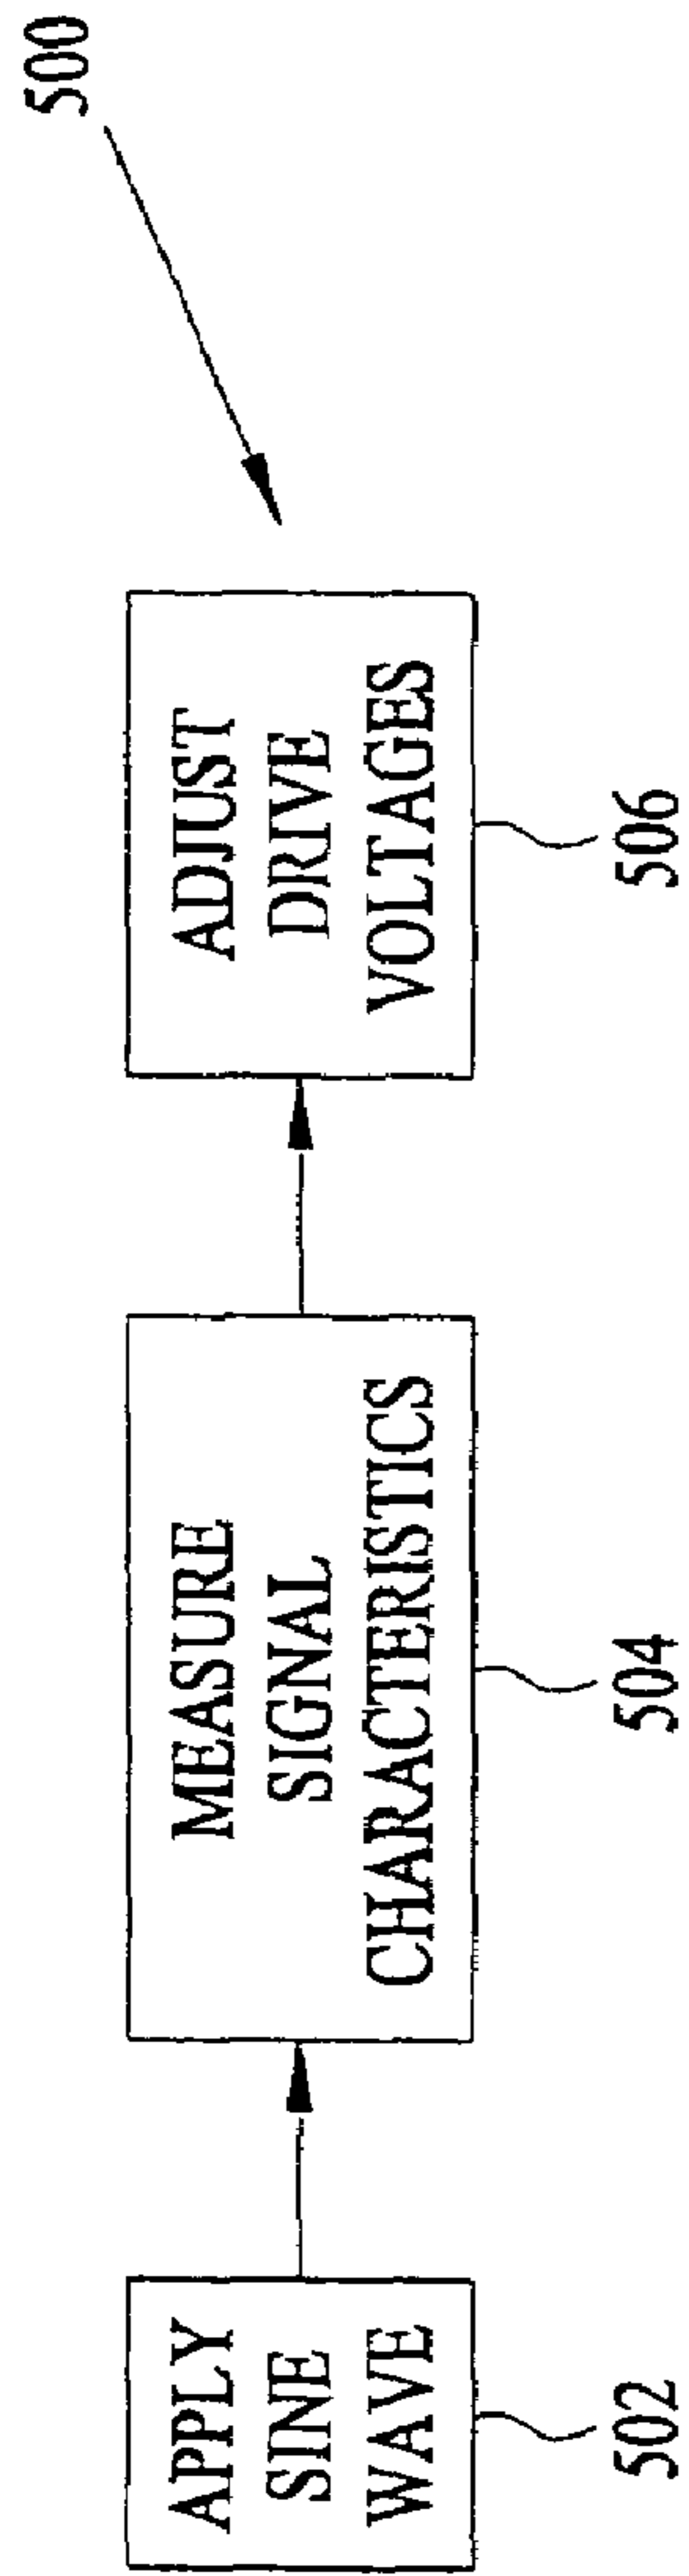 500
APPLY
SINE
WAVE
502
MEASURE
SIGNAL
CHARACTERISTICS
504
ADJUST
DRIVE
VOLTAGES
506